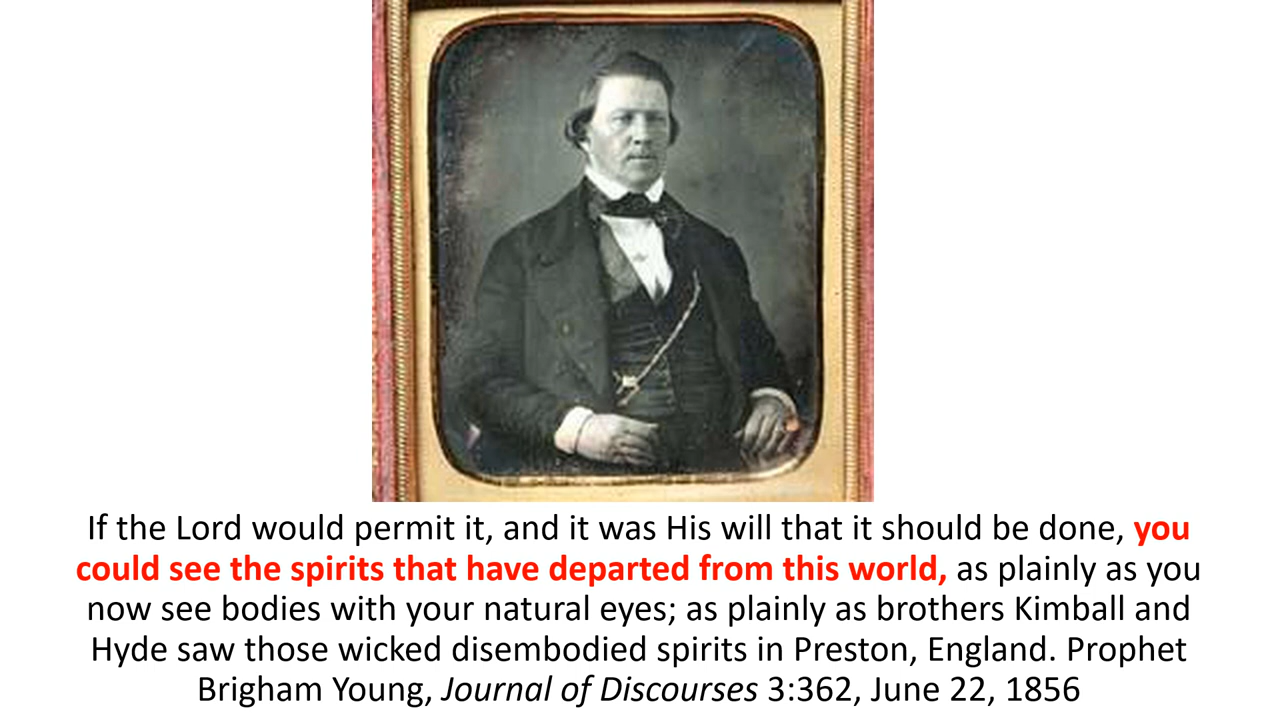 If the Lord would permit it, and it was His will that it should be done, you
could see the spirits that have departed from this world, as plainly as you
now see bodies with your natural eyes; as plainly as brothers Kimball and
Hyde saw those wicked disembodied spirits in Preston, England. Prophet
Brigham Young, Journal of Discourses 3:362, June 22, 1856